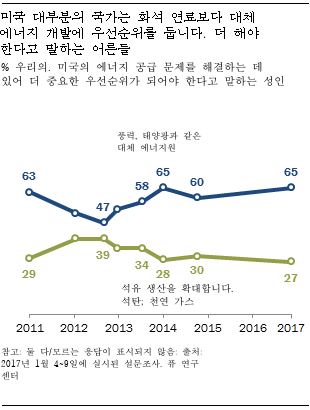 미국 대부분의 국가는 화석 연료보다 대체
에너지 개발에 우선순위를 둡니다. 더 해야
한다고 말하는 어른들
% 우리의. 미국의 에너지 공급 문제를 해결하는 데
있어 더 중요한 우선순위가 되어야 한다고 말하는 성인
풍력, 태양광과 같은
대체 에너지원
63
47
58
65
60
65
29
39
34
28
30
27
석유 생산을 확대합니다.
석탄; 천연 가스
2011 2012 2013 2014 2015 2016 2017
참고: 둘 다/모르는 응답이 표시되지 않음: 출처:
2017년 1월 4~9일에 실시된 설문조사. 퓨 연구
센터